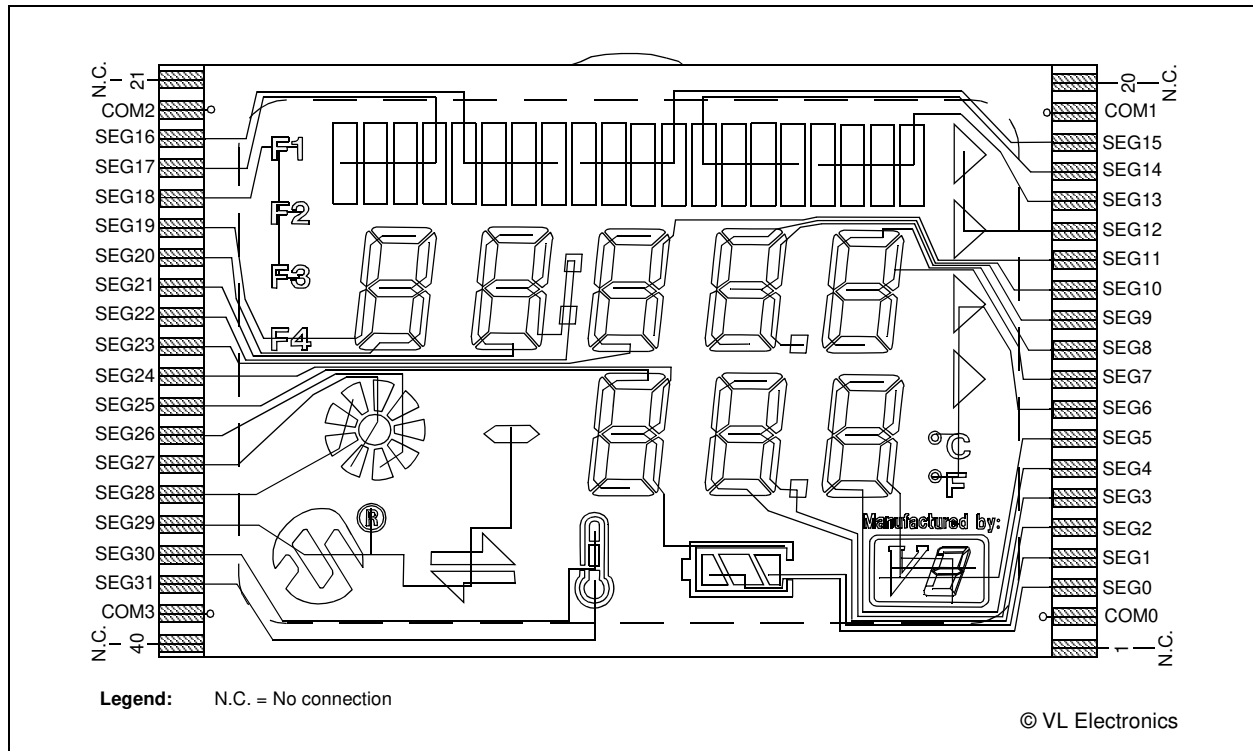 N.C.
21
COM2
SEG16
SEG17
SEG18
SEG19
SEG20
SEG21
SEG22
SEG23
SEG24
SEG25
SEG26
SEG27
SEG28
SEG29
SEG30
SEG31
COM3
40
N.C.
F1
F2
F3
F4
®
°C
°F
Manufactured by:
20
N.C.
COM1
SEG15
SEG14
SEG13
SEG12
SEG11
SEG10
SEG9
SEG8
SEG7
SEG6
SEG5
SEG4
SEG3
SEG2
SEG1
SEG0
COM0
1
N.C.
Legend: N.C. = No connection
© VL Electronics